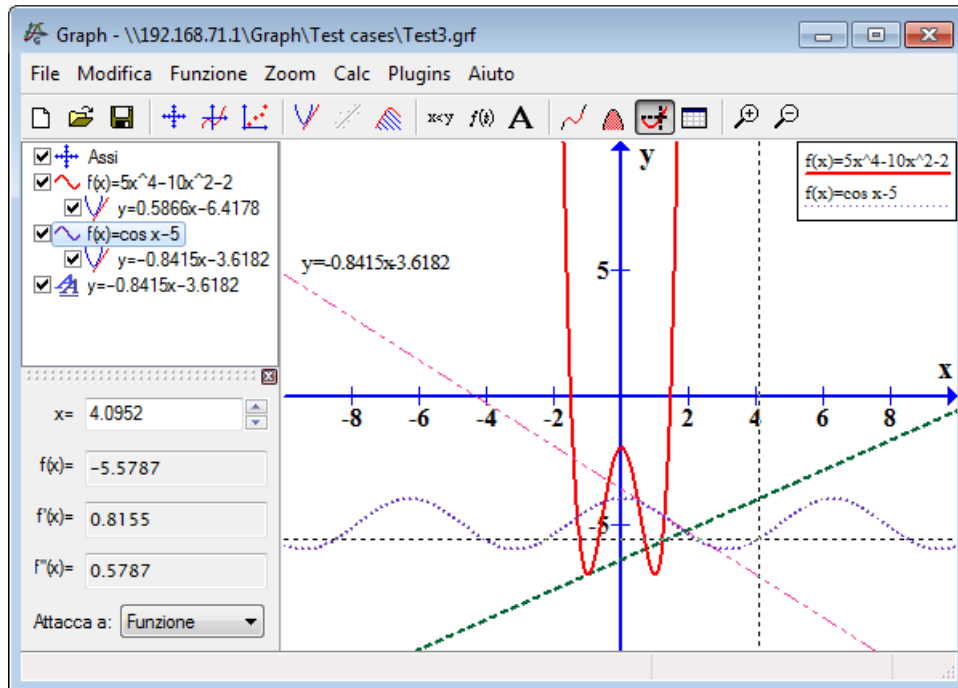 Graph - \\192.168.71.1\Graph\Test cases\Test3.grf
File Modifica Funzione Zoom Calc Plugins Aiuto
x<y f(x) A
Assi
f(x)=5x^4-10x^2-2
y=0.5866x-6.4178
f(x)=cos x-5
y=-0.8415x-3.6182
y=-0.8415x-3.6182
x= 4.0952
f(x)= -5.5787
f'(x)= 0.8155
f''(x)= 0.5787
Attacca a: Funzione
y
f(x)=5x^4-10x^2-2
f(x)=cos x-5
y=-0.8415x-3.6182
5
x
-8 -6 -4 -2 2 4 6 8
-5